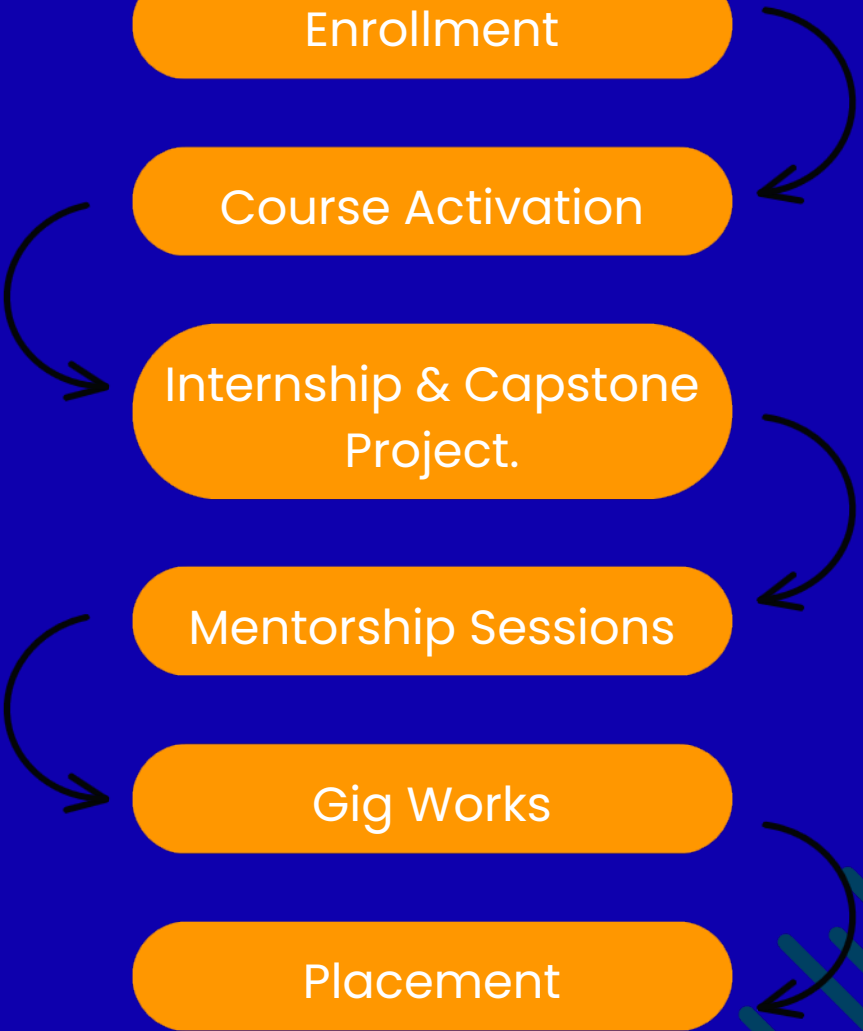 Enrollment
Course Activation
Internship & Capstone
Project.
Mentorship Sessions
Gig Works
Placement